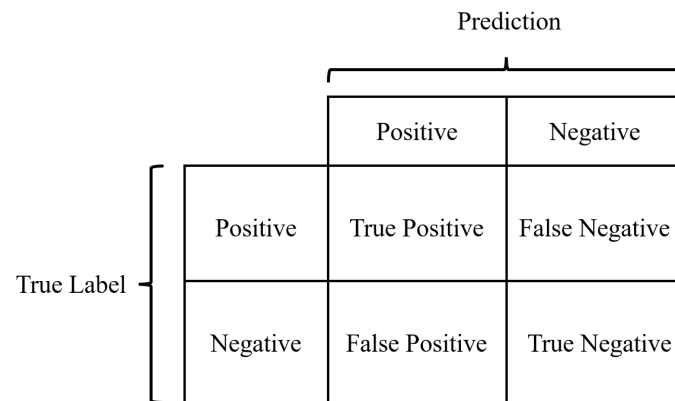 Prediction
Positive Negative
Positive True Positive False Negative
True Label
Negative False Positive True Negative